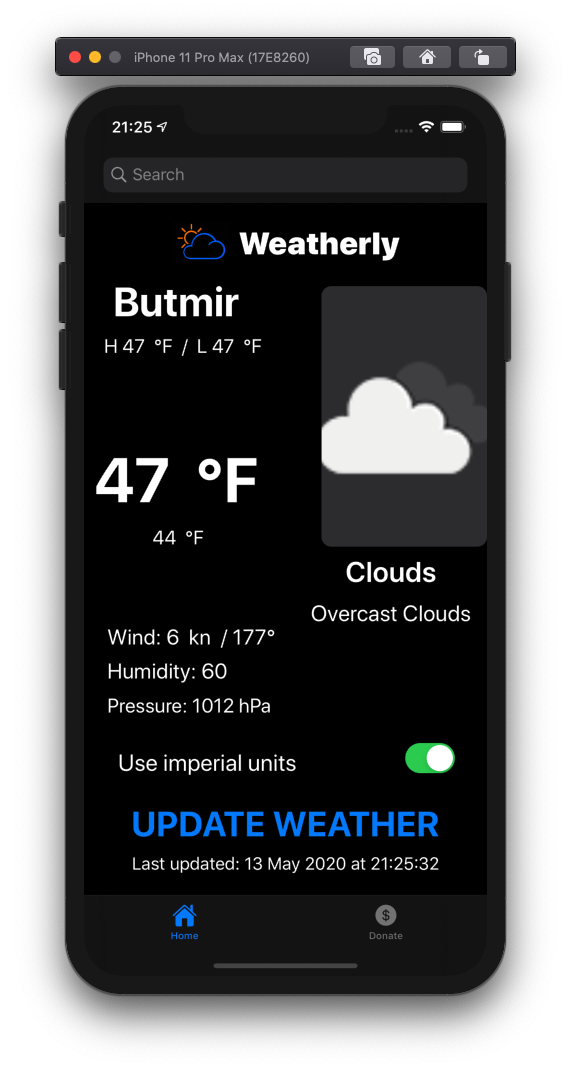 iPhone 11 Pro Max (17E8260)
21:25
Search
Weatherly
Butmir
H 47 °F / L 47 °F
47 °F
44 °F
Clouds
Overcast Clouds
Wind: 6 kn / 177°
Humidity: 60
Pressure: 1012 hPa
Use imperial units
UPDATE WEATHER
Last updated: 13 May 2020 at 21:25:32
$
Home
Donate